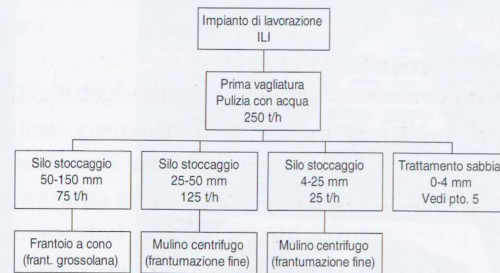 Impianto di lavorazione
ILI
Prima vagliatura
Pulizia con acqua
250 t/h
Silo stoccaggio
50-150 mm
75 t/h
Silo stoccaggio
25-50 mm
125 t/h
Silo stoccaggio
4-25 mm
25 t/h
Trattamento sabbia
0-4 mm
Vedi pto. 5
Frantoio a cono
(frant. grossolana)
Mulino centrifugo
(frantumazione fine)
Mulino centrifugo
(frantumazione fine)